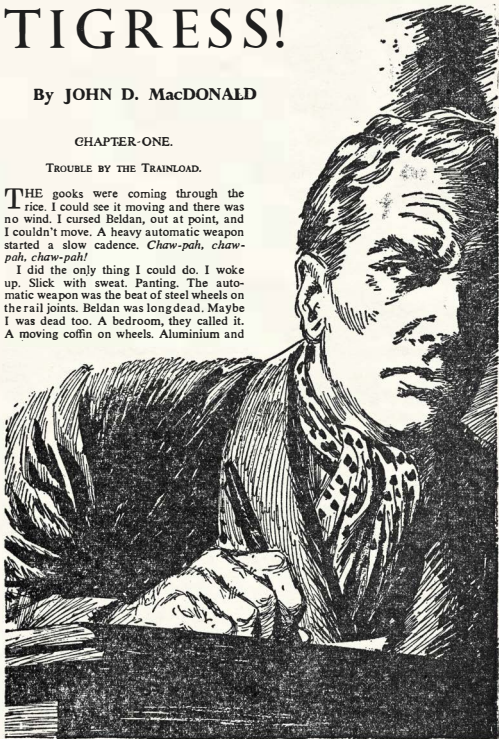 TIGRESS!
By JOHN D. MacDONALD
CHAPTER-ONE.
TROUBLE BY THE TRAINLOAD.
THE gooks were coming through the
rice. I could see it moving and there was
no wind. I cursed Beldan, out at point, and
I couldn't move. A heavy automatic weapon
started a slow cadence. Chaw-pah, chaw-
pah, chaw-pah!
I did the only thing I could do. I woke
up. Slick with sweat. Panting. The auto-
matic weapon was the beat of steel wheels on
the rail joints. Beldan was long dead. Maybe
I was dead too. A bedroom, they called it.
A moving coffin on wheels. Aluminium and